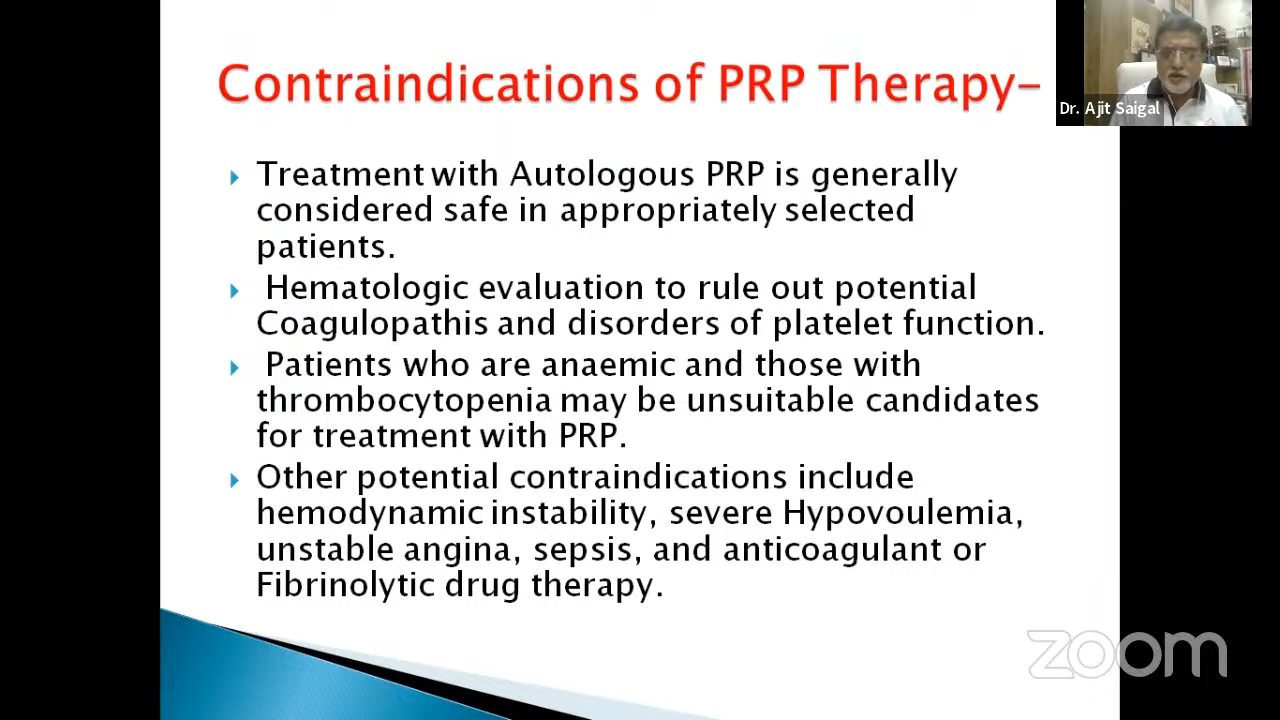 Contraindications of PRP Therapy-
Dr. Ajit Saigal
Treatment with Autologous PRP is generally
considered safe in appropriately selected
patients.
Hematologic evaluation to rule out potential
Coagulopathis and disorders of platelet function.
Patients who are anaemic and those with
thrombocytopenia may be unsuitable candidates
for treatment with PRP.
Other potential contraindications include
hemodynamic instability, severe Hypovoulemia,
unstable angina, sepsis, and anticoagulant or
Fibrinolytic drug therapy.
zoom